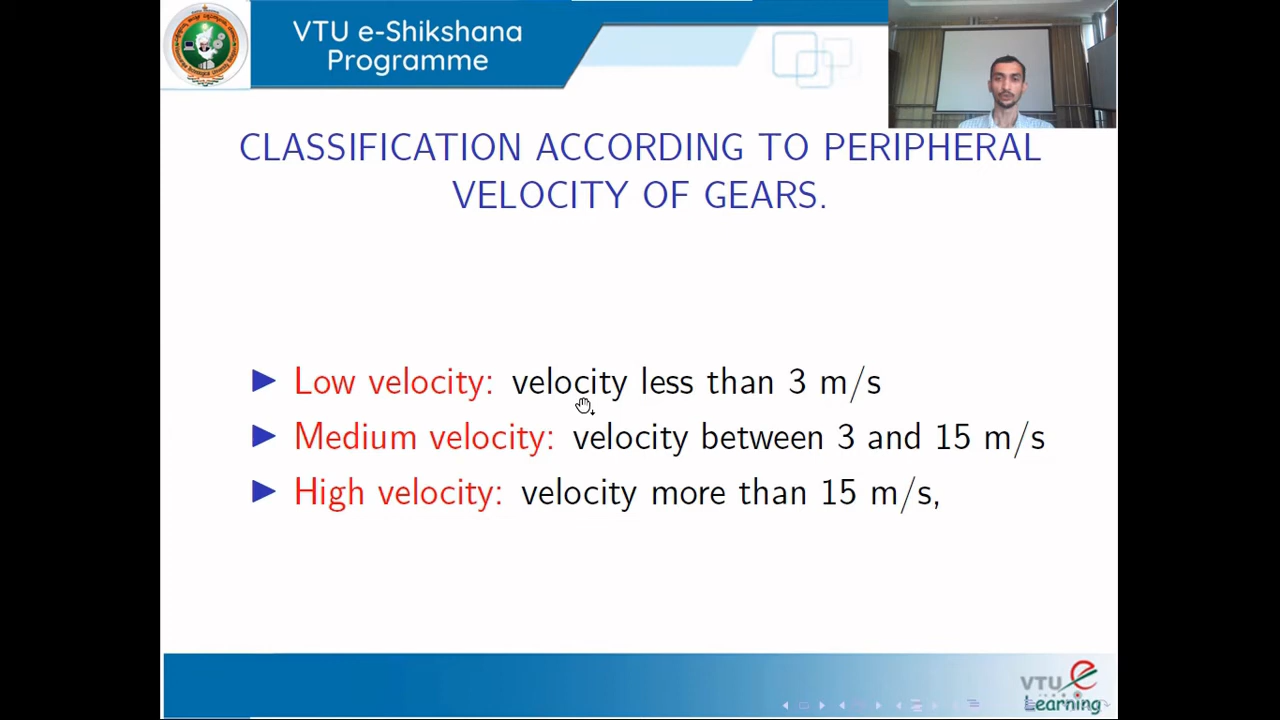 VTU e-Shikshana
Programme
CLASSIFICATION ACCORDING TO PERIPHERAL
VELOCITY OF GEARS.
Low velocity: velocity less than 3 m/s
Medium velocity: velocity between 3 and 15 m/s
High velocity: velocity more than 15 m/s,
VTU e
Learning